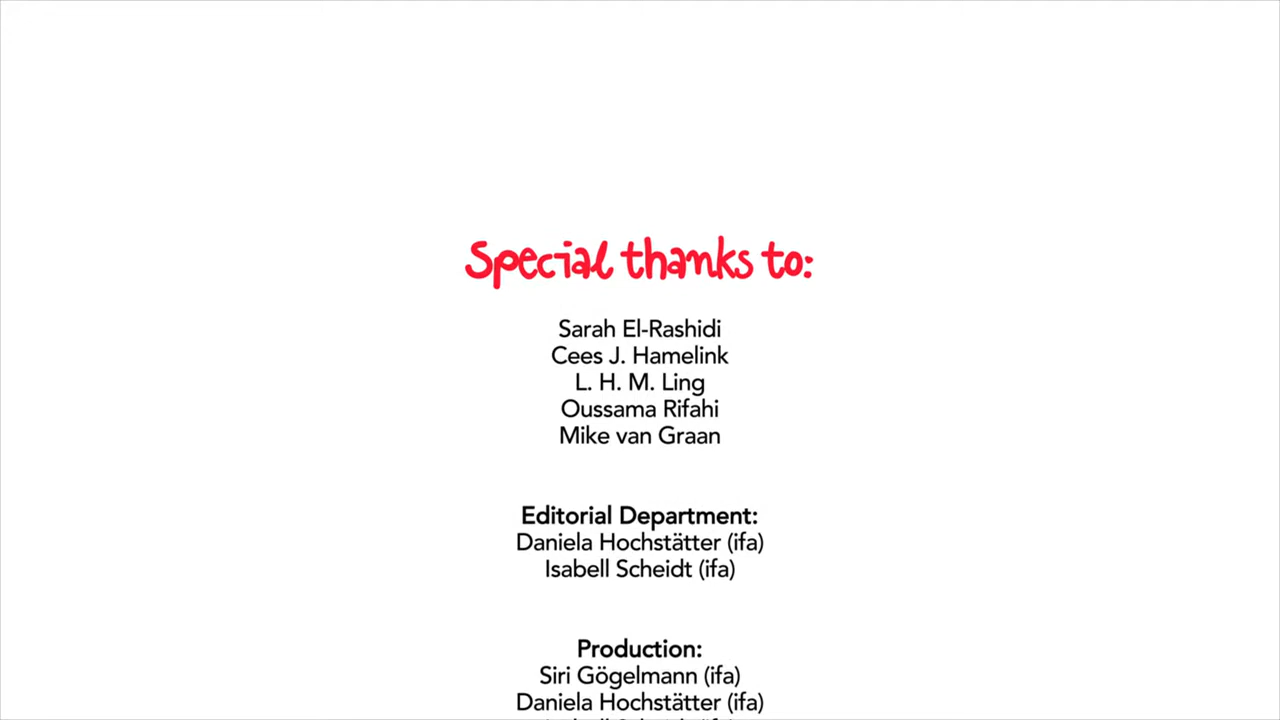 Special thanks to:
Sarah El-Rashidi
Cees J. Hamelink
L. H. M. Ling
Oussama Rifahi
Mike van Graan
Editorial Department:
Daniela Hochstätter (ifa)
Isabell Scheidt (ifa)
Production:
Siri Gögelmann (ifa)
Daniela Hochstätter (ifa)